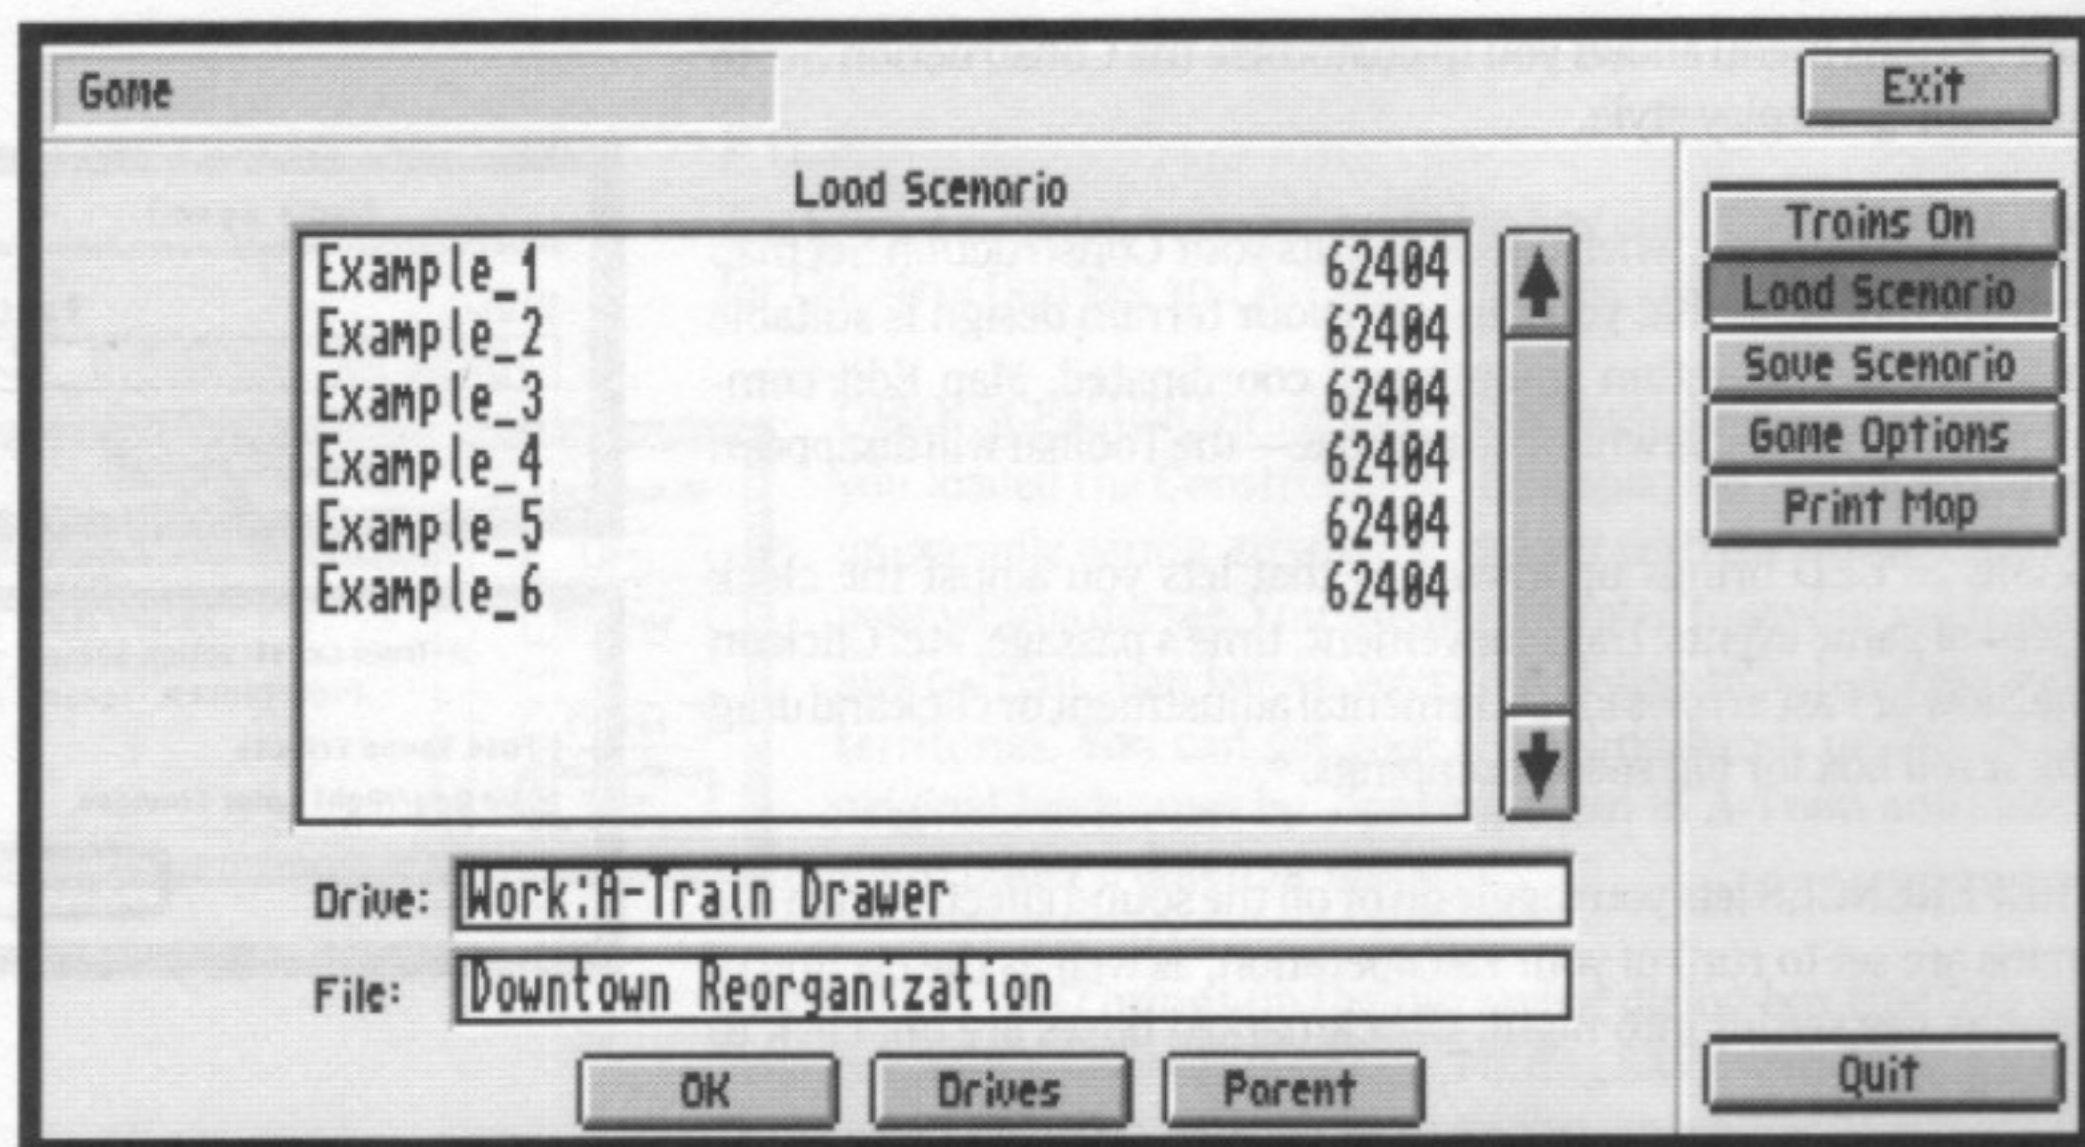 Game
Exit
Load Scenario
Example_1 62404
Example_2 62404
Example_3 62404
Example_4 62404
Example_5 62404
Example_6 62404
Drive: Work:A-Train Drawer
File: Downtown Reorganization
OK
Drives
Parent
Trains On
Load Scenario
Save Scenario
Game Options
Print Map
Quit